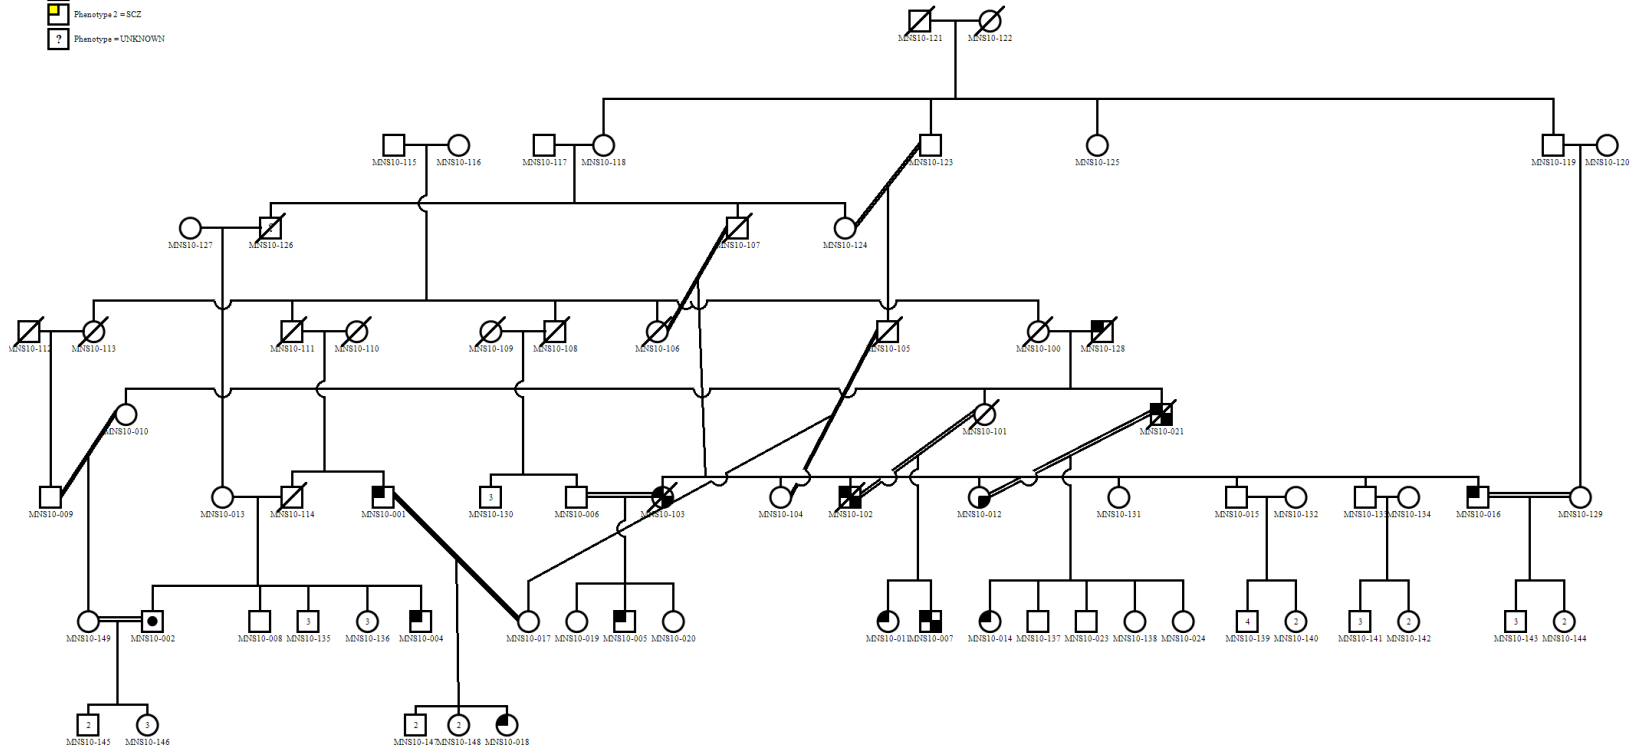 Phenotype 2 = SCZ
? Phenotype = UNKNOWN
MNS10-121 MNS10-122
MNS10-115 MNS10-116 MNS10-117 MNS10-118 MNS10-123 MNS10-125 MNS10-119 MNS10-120
?
MNS10-127 MNS10-126 MNS10-107 MNS10-124
MNS10-112 MNS10-113 MNS10-111 MNS10-110 MNS10-109 MNS10-108 MNS10-106 MNS10-105 MNS10-100 MNS10-128
MNS10-010 MNS10-101 MNS10-021
3
MNS10-009 MNS10-013 MNS10-114 MNS10-001 MNS10-130 MNS10-006 MNS10-103 MNS10-104 MNS10-102 MNS10-012 MNS10-131 MNS10-015 MNS10-132 MNS10-133 MNS10-134 MNS10-016 MNS10-129
3 3 4 2 3 2 3 2
MNS10-149 MNS10-002 MNS10-008 MNS10-135 MNS10-136 MNS10-004 MNS10-017 MNS10-019 MNS10-005 MNS10-020 MNS10-011 MNS10-007 MNS10-014 MNS10-137 MNS10-023 MNS10-138 MNS10-024 MNS10-139 MNS10-140 MNS10-141 MNS10-142 MNS10-143 MNS10-144
2 3 2 2
MNS10-145 MNS10-146 MNS10-147 MNS10-148 MNS10-018